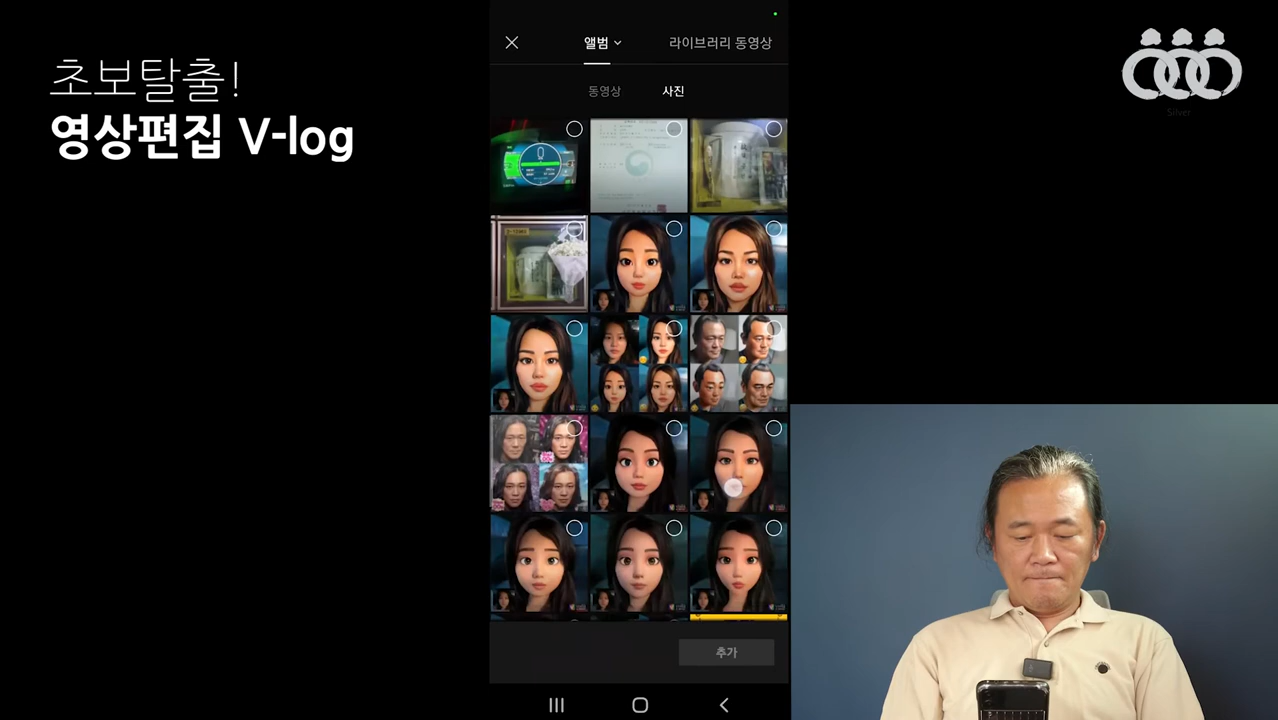 초보탈출!
영상편집 V-log
앨범
라이브러리 동영상
동영상
사진
추가
Silver